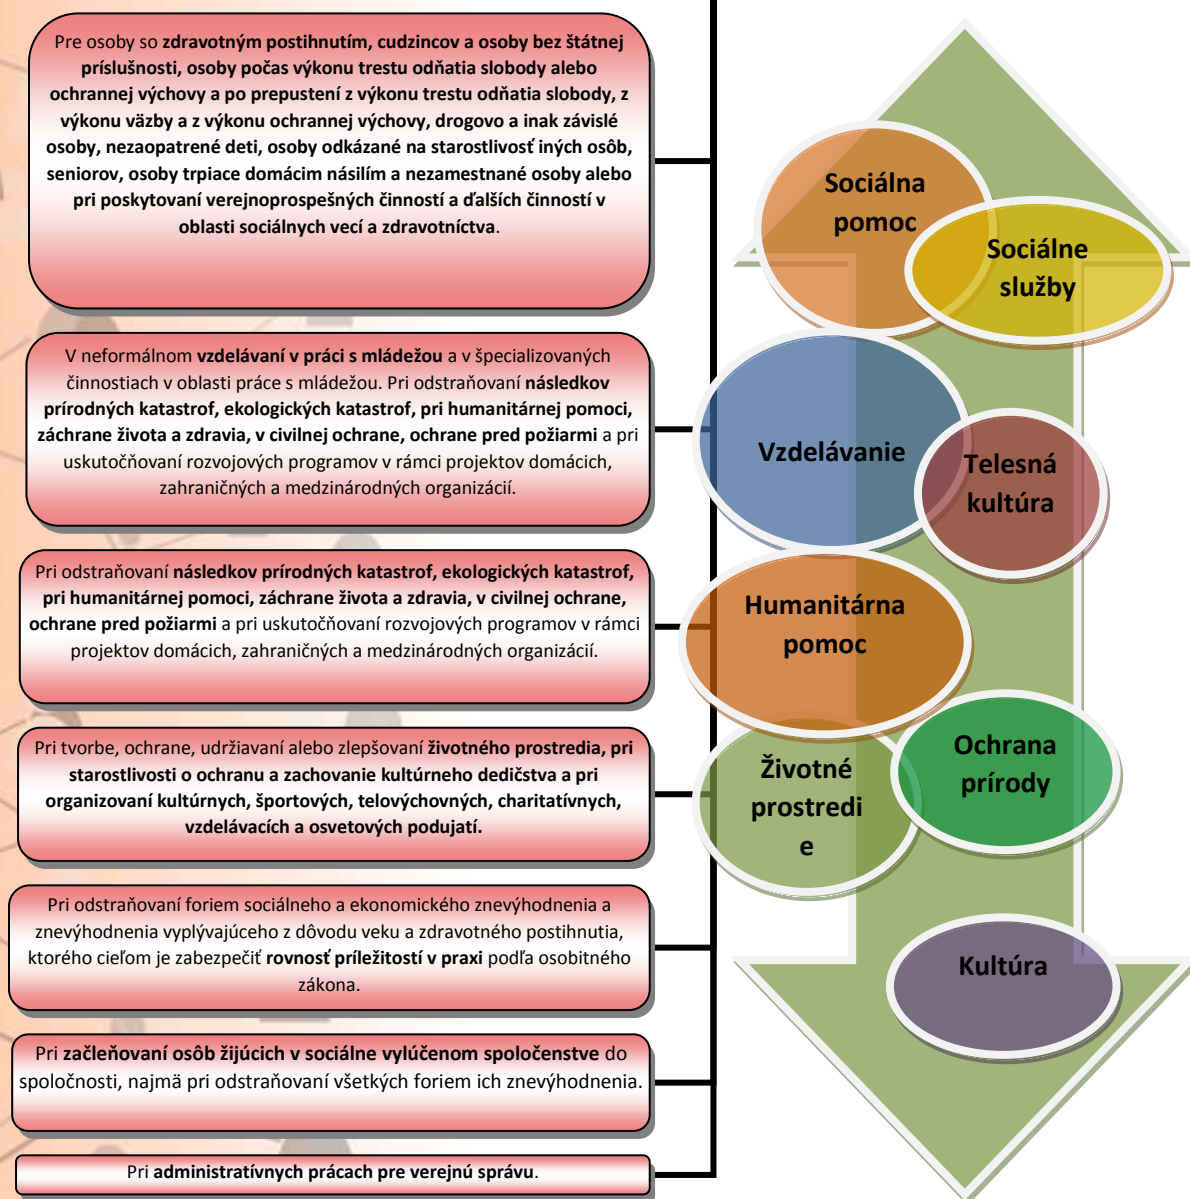 Pre osoby so zdravotným postihnutím, cudzincov a osoby bez štátnej
príslušnosti, osoby počas výkonu trestu odňatia slobody alebo
ochrannej výchovy a po prepustení z výkonu trestu odňatia slobody, z
výkonu väzby a z výkonu ochrannej výchovy, drogovo a inak závislé
osoby, nezaopatrené deti, osoby odkázané na starostlivosť iných osôb,
seniorov, osoby trpiace domácim násilím a nezamestnané osoby alebo
pri poskytovaní verejnoprospešných činností a ďalších činností v
oblasti sociálnych vecí a zdravotníctva.
V neformálnom vzdelávaní v práci s mládežou a v špecializovaných
činnostiach v oblasti práce s mládežou. Pri odstraňovaní následkov
prírodných katastrof, ekologických katastrof, pri humanitárnej pomoci,
záchrane života a zdravia, v civilnej ochrane, ochrane pred požiarmi a pri
uskutočňovaní rozvojových programov v rámci projektov domácich,
zahraničných a medzinárodných organizácií.
Pri odstraňovaní následkov prírodných katastrof, ekologických katastrof,
pri humanitárnej pomoci, záchrane života a zdravia, v civilnej ochrane,
ochrane pred požiarmi a pri uskutočňovaní rozvojových programov v rámci
projektov domácich, zahraničných a medzinárodných organizácií.
Pri tvorbe, ochrane, udržiavaní alebo zlepšovaní životného prostredia, pri
starostlivosti o ochranu a zachovanie kultúrneho dedičstva a pri
organizovaní kultúrnych, športových, telovýchovných, charitatívnych,
vzdelávacích a osvetových podujatí.
Pri odstraňovaní foriem sociálneho a ekonomického znevýhodnenia a
znevýhodnenia vyplývajúceho z dôvodu veku a zdravotného postihnutia,
ktorého cieľom je zabezpečiť rovnosť príležitostí v praxi podľa osobitného
zákona.
Pri začleňovaní osôb žijúcich v sociálne vylúčenom spoločenstve do
spoločnosti, najmä pri odstraňovaní všetkých foriem ich znevýhodnenia.
Pri administratívnych prácach pre verejnú správu.
Sociálna
pomoc
Sociálne
služby
Vzdelávanie
Telesná
kultúra
Humanitárna
pomoc
Ochrana
prírody
Životné
prostredi
e
Kultúra